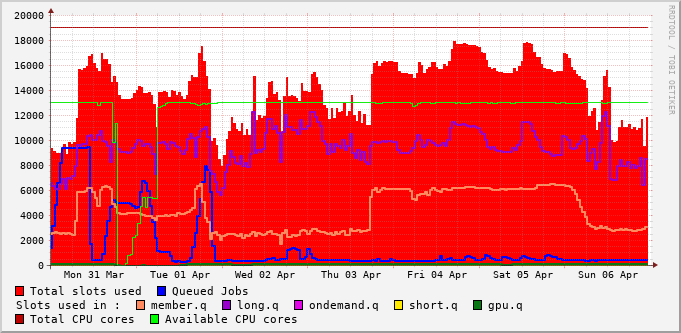 20000
18000
16000
14000
12000
10000
8000
6000
4000
2000
0
Mon 31 Mar Tue 01 Apr Wed 02 Apr Thu 03 Apr Fri 04 Apr Sat 05 Apr Sun 06 Apr
RRDTOOL / TOBI OETIKER
Total slots used Queued Jobs
Slots used in : member.q long.q ondemand.q short.q gpu.q
Total CPU cores Available CPU cores